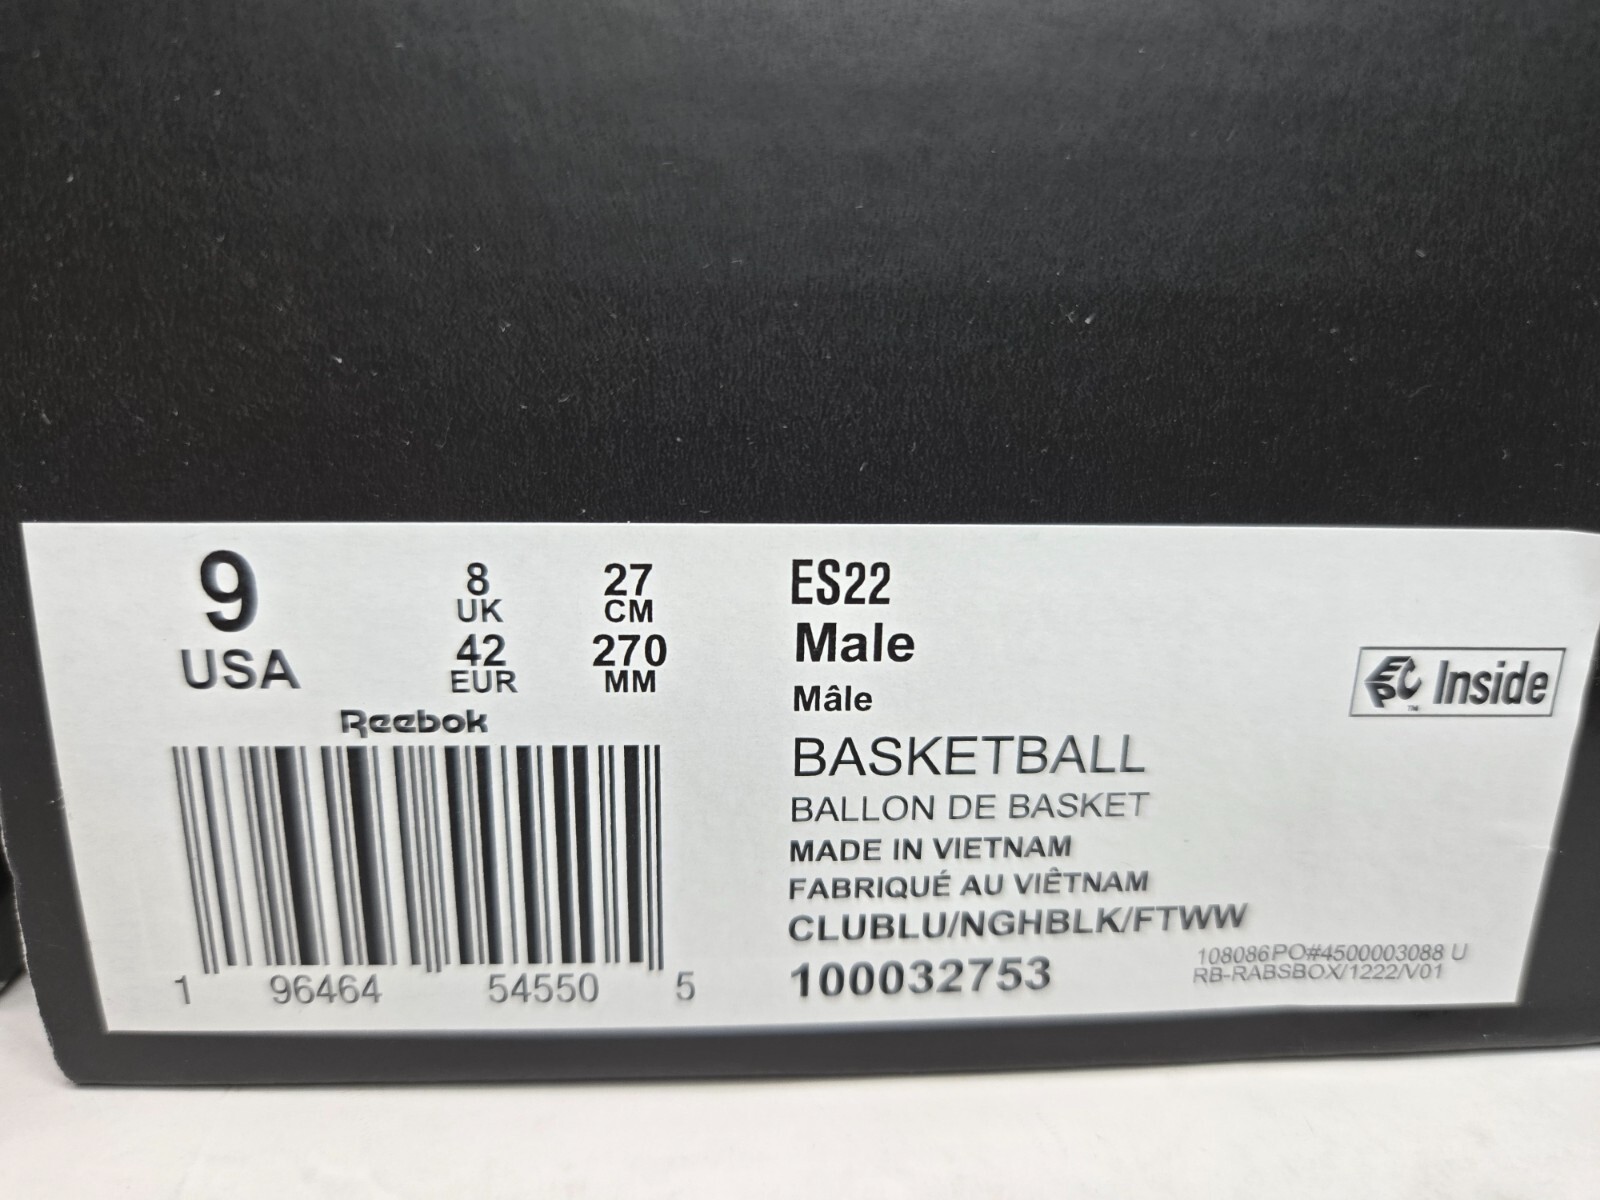 9
USA
8
UK
42
EUR
27
CM
270
MM
Reebok
1 96464 54550 5
ES22
Male
Mâle
BASKETBALL
BALLON DE BASKET
MADE IN VIETNAM
FABRIQUÉ AU VIÊTNAM
CLUBLU/NGHBLK/FTWW
100032753
EPC Inside
108086PO#4500003088 U
RB-RABSBOX/1222/V01